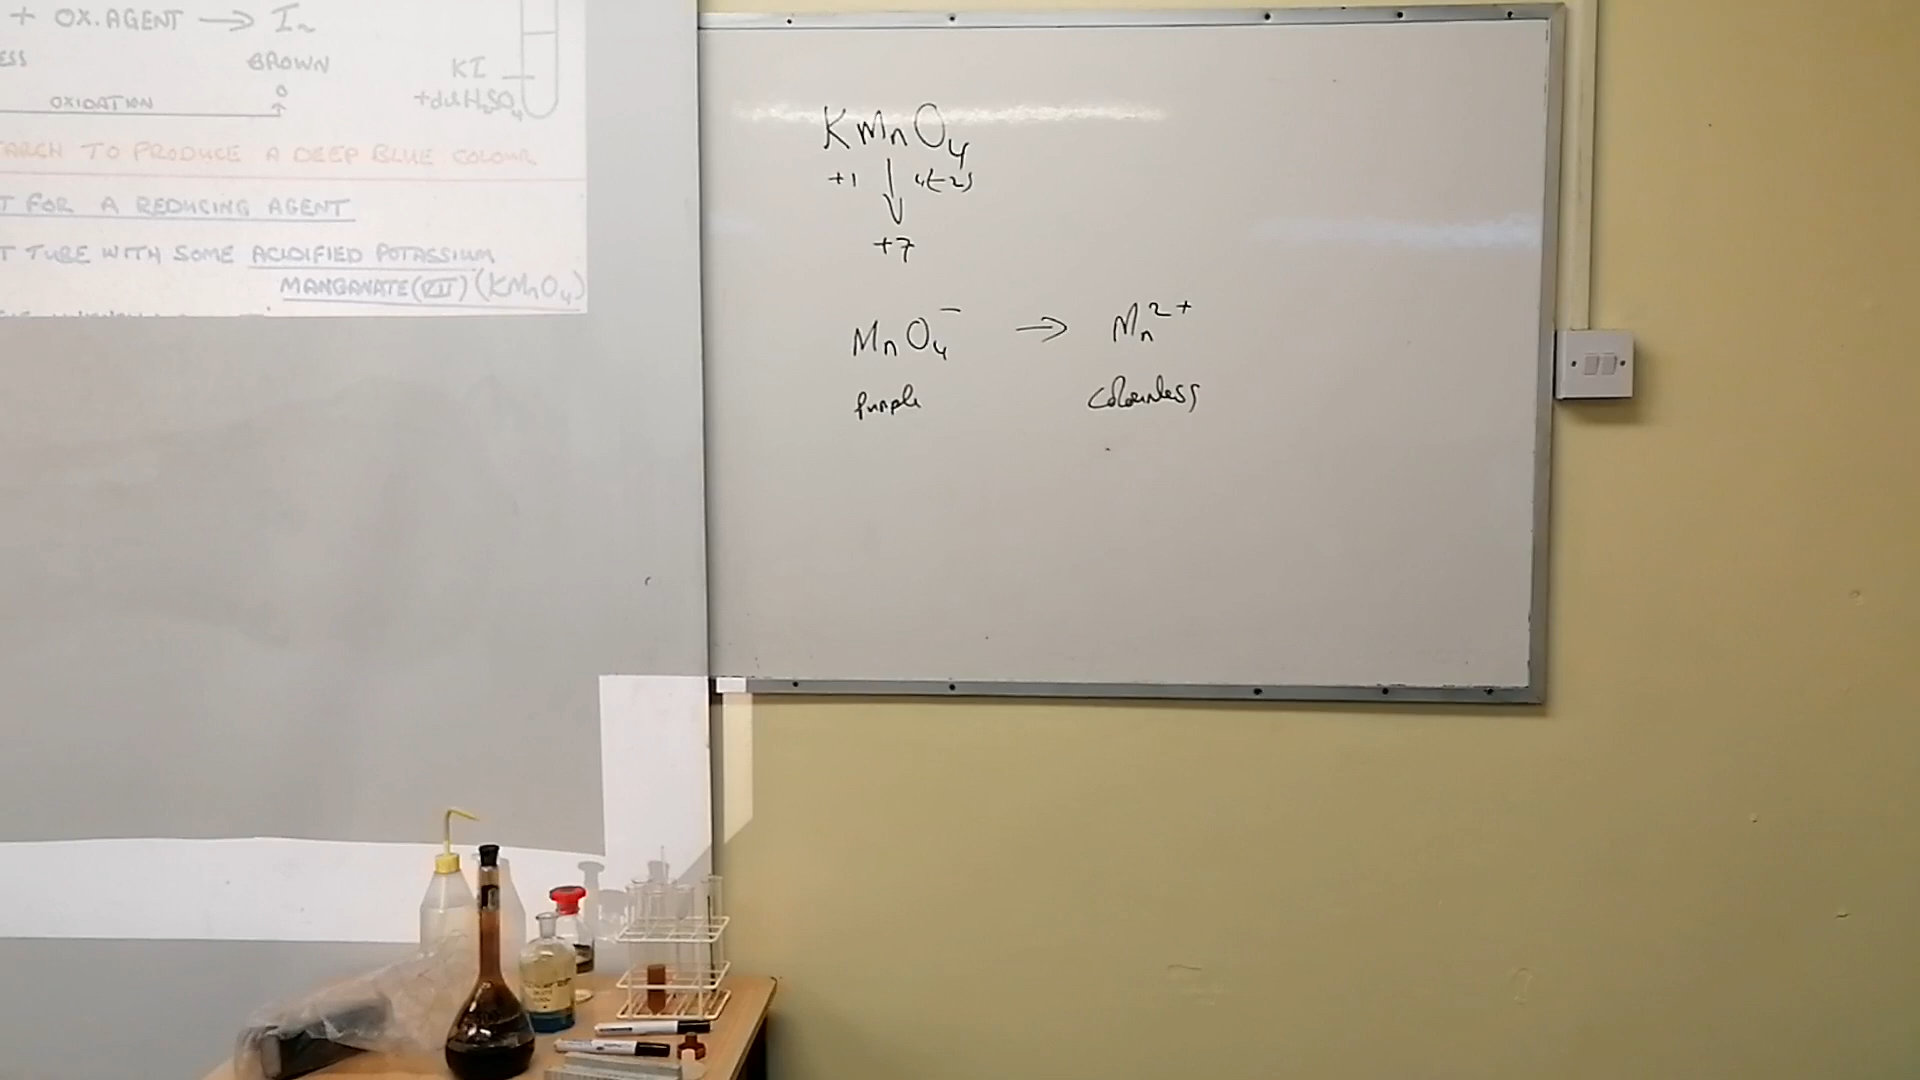 + OX. AGENT → I₂
ESS BROWN
KI
+dil H₂SO₄
0
OXIDATION
TARCH TO PRODUCE A DEEP BLUE COLOUR
T FOR A REDUCING AGENT
T TUBE WITH SOME ACIDIFIED POTASSIUM
MANGANATE(VII) (KMnO₄)
KMnO₄
+1 ↓ 4(-2)
+7
MnO₄⁻ → Mn²⁺
Purple Colourless